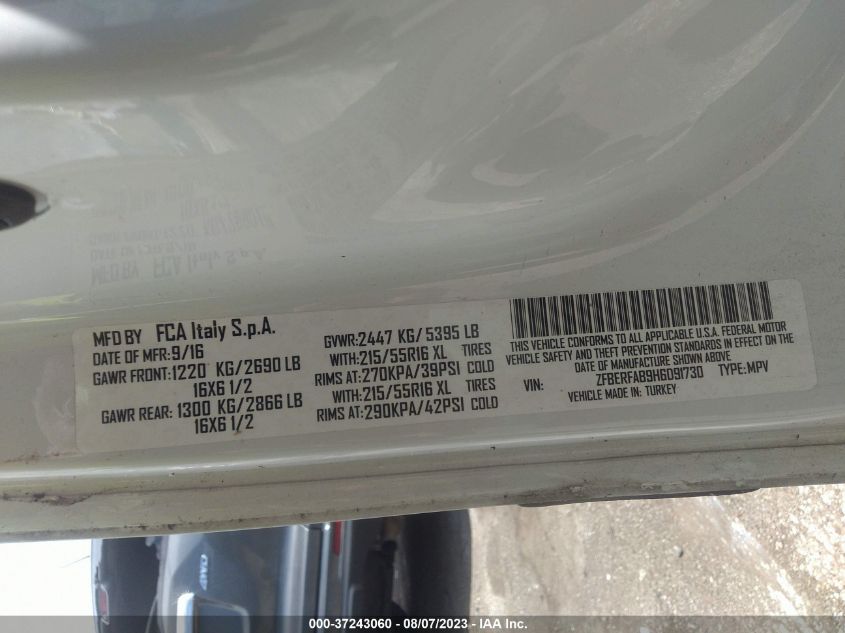 MFD BY FCA Italy S.p.A.
DATE OF MFR:9/16
GAWR FRONT:1220 KG/2690 LB
16X6 1/2
GAWR REAR: 1300 KG/2866 LB
16X6 1/2
GVWR:2447 KG/5395 LB
WITH:215/55R16 XL TIRES
RIMS AT:270KPA/39PSI COLD
WITH:215/55R16 XL TIRES
RIMS AT:290KPA/42PSI COLD
THIS VEHICLE CONFORMS TO ALL APPLICABLE U.S.A. FEDERAL MOTOR
VEHICLE SAFETY AND THEFT PREVENTION STANDARDS IN EFFECT ON THE
DATE OF MANUFACTURE SHOWN ABOVE.
VIN: ZFBERFAB9H6D91730 TYPE:MPV
VEHICLE MADE IN: TURKEY
000-37243060 - 08/07/2023 - IAA Inc.